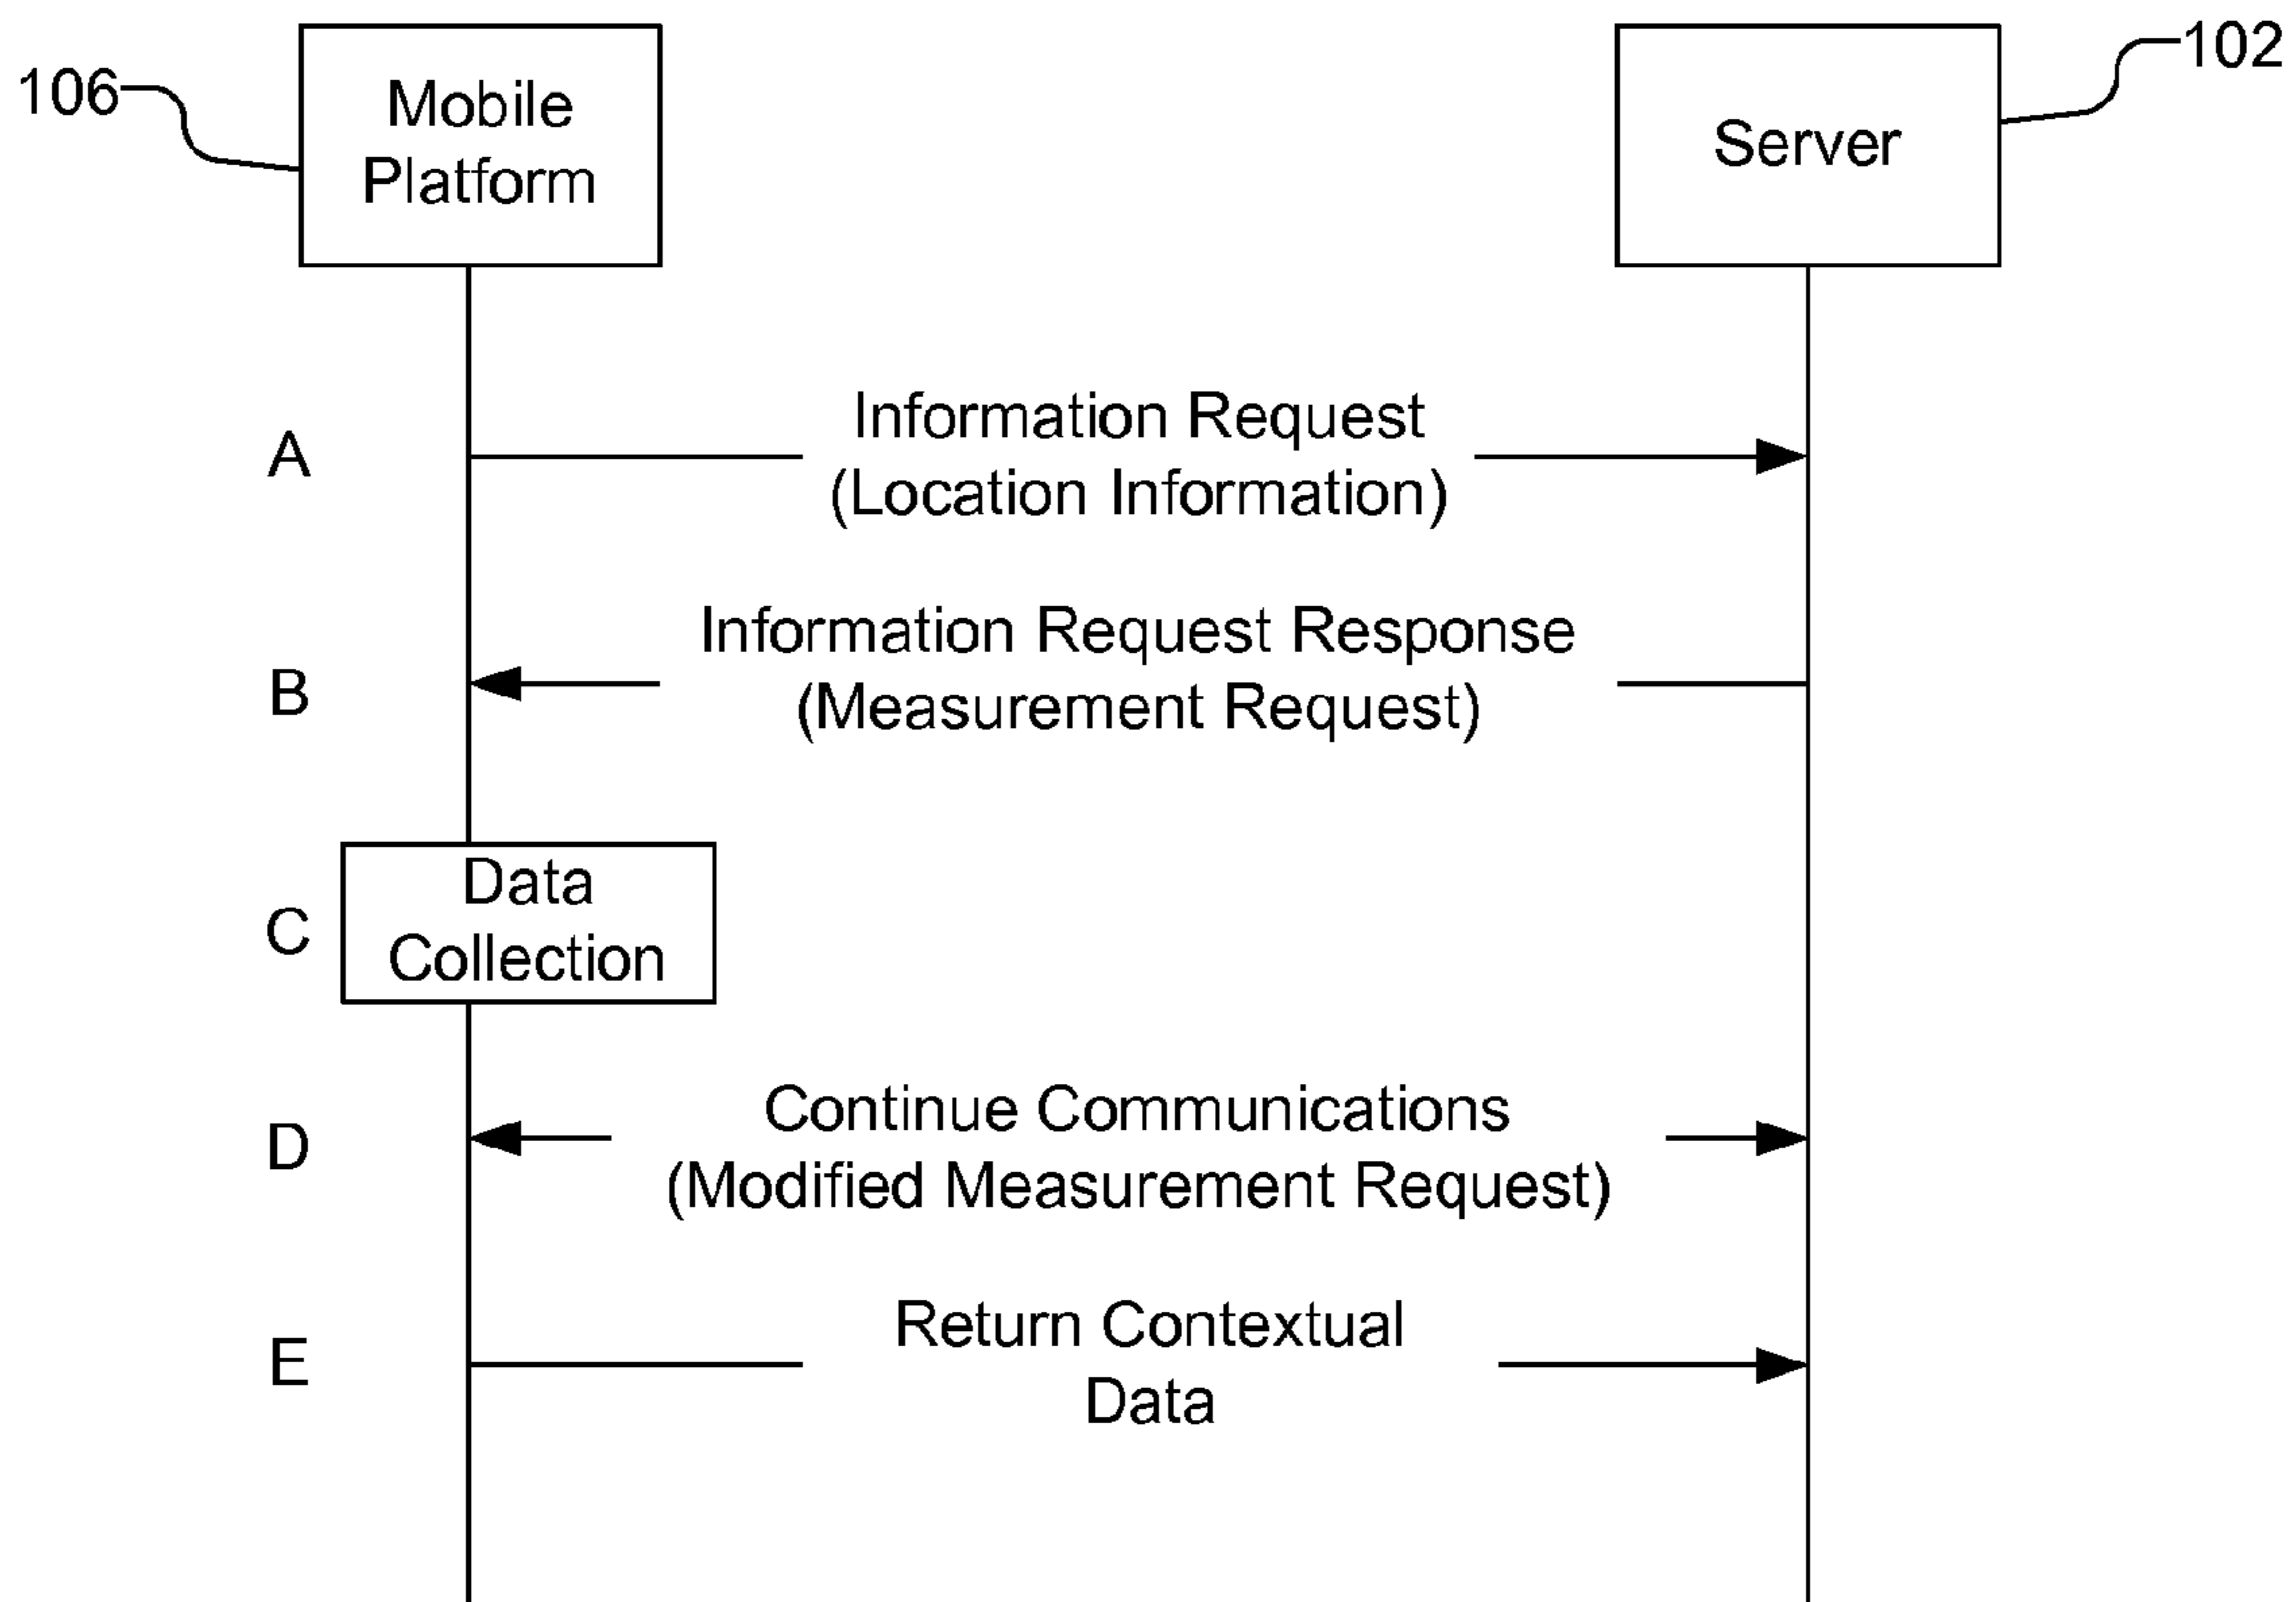 106
Mobile
Platform
Server
102
A
Information Request
(Location Information)
B
Information Request Response
(Measurement Request)
C
Data
Collection
D
Continue Communications
(Modified Measurement Request)
E
Return Contextual
Data